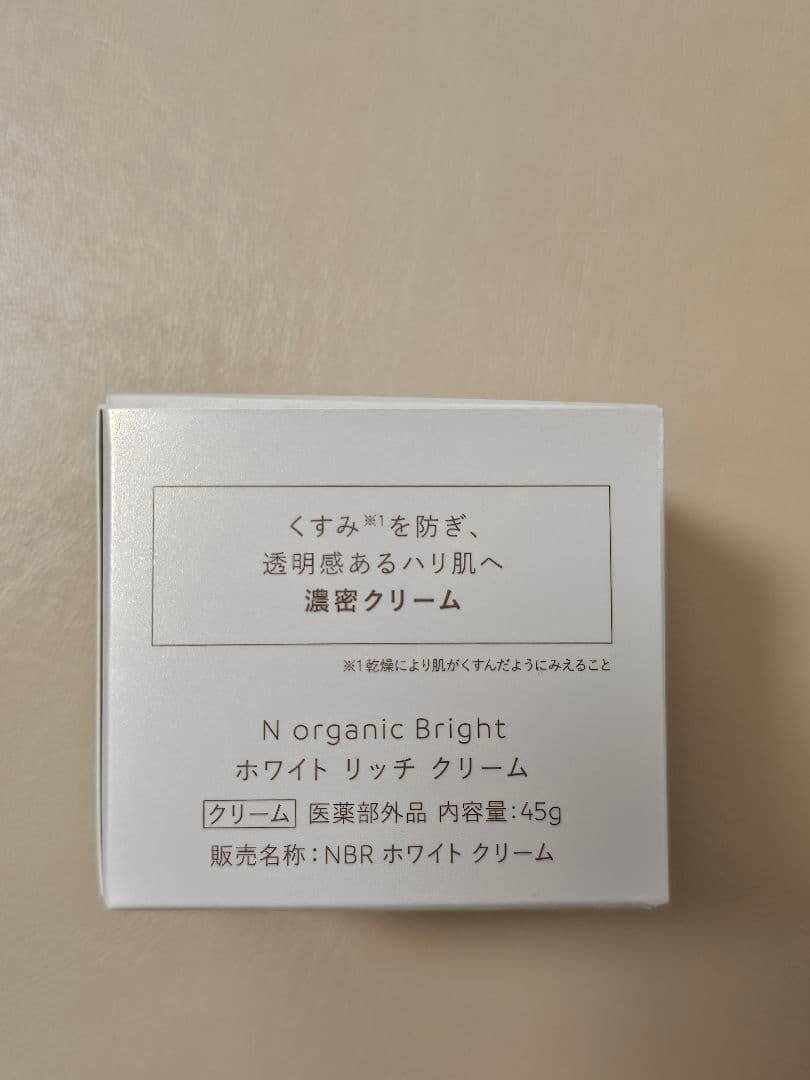 くすみ※1を防ぎ、
透明感あるハリ肌へ
濃密クリーム
※1乾燥により肌がくすんだようにみえること
N organic Bright
ホワイト リッチ クリーム
クリーム 医薬部外品 内容量：45g
販売名称：NBR ホワイト クリーム